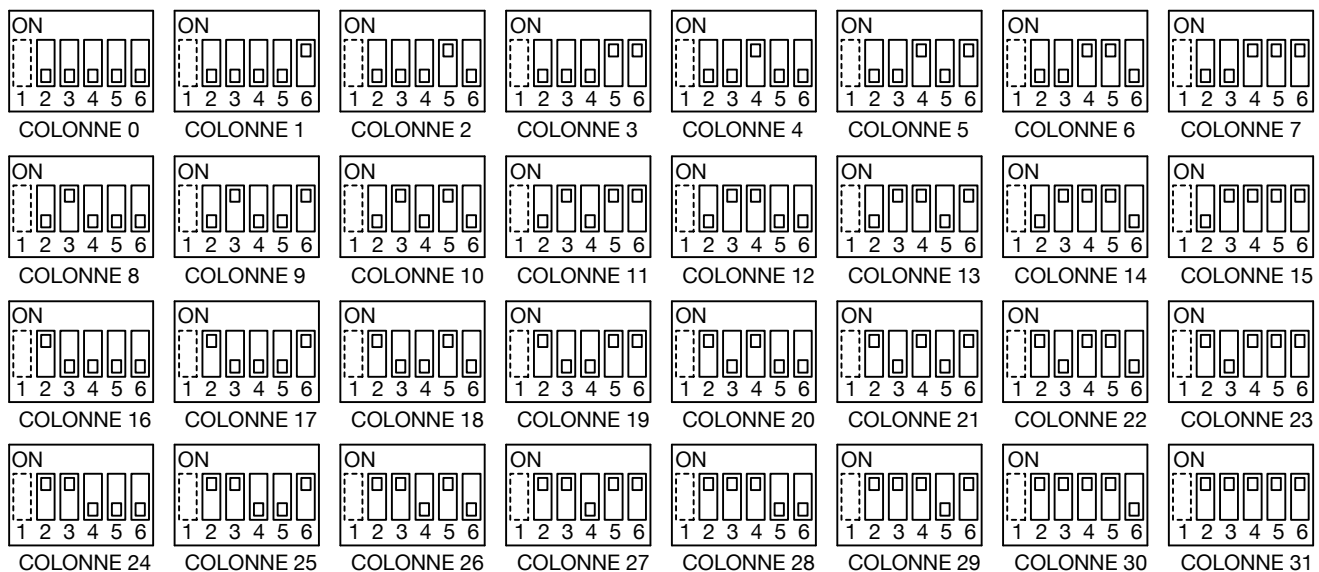 ON ON ON ON ON ON ON ON
1 2 3 4 5 6 1 2 3 4 5 6 1 2 3 4 5 6 1 2 3 4 5 6 1 2 3 4 5 6 1 2 3 4 5 6 1 2 3 4 5 6 1 2 3 4 5 6
COLONNE 0 COLONNE 1 COLONNE 2 COLONNE 3 COLONNE 4 COLONNE 5 COLONNE 6 COLONNE 7
ON ON ON ON ON ON ON ON
1 2 3 4 5 6 1 2 3 4 5 6 1 2 3 4 5 6 1 2 3 4 5 6 1 2 3 4 5 6 1 2 3 4 5 6 1 2 3 4 5 6 1 2 3 4 5 6
COLONNE 8 COLONNE 9 COLONNE 10 COLONNE 11 COLONNE 12 COLONNE 13 COLONNE 14 COLONNE 15
ON ON ON ON ON ON ON ON
1 2 3 4 5 6 1 2 3 4 5 6 1 2 3 4 5 6 1 2 3 4 5 6 1 2 3 4 5 6 1 2 3 4 5 6 1 2 3 4 5 6 1 2 3 4 5 6
COLONNE 16 COLONNE 17 COLONNE 18 COLONNE 19 COLONNE 20 COLONNE 21 COLONNE 22 COLONNE 23
ON ON ON ON ON ON ON ON
1 2 3 4 5 6 1 2 3 4 5 6 1 2 3 4 5 6 1 2 3 4 5 6 1 2 3 4 5 6 1 2 3 4 5 6 1 2 3 4 5 6 1 2 3 4 5 6
COLONNE 24 COLONNE 25 COLONNE 26 COLONNE 27 COLONNE 28 COLONNE 29 COLONNE 30 COLONNE 31